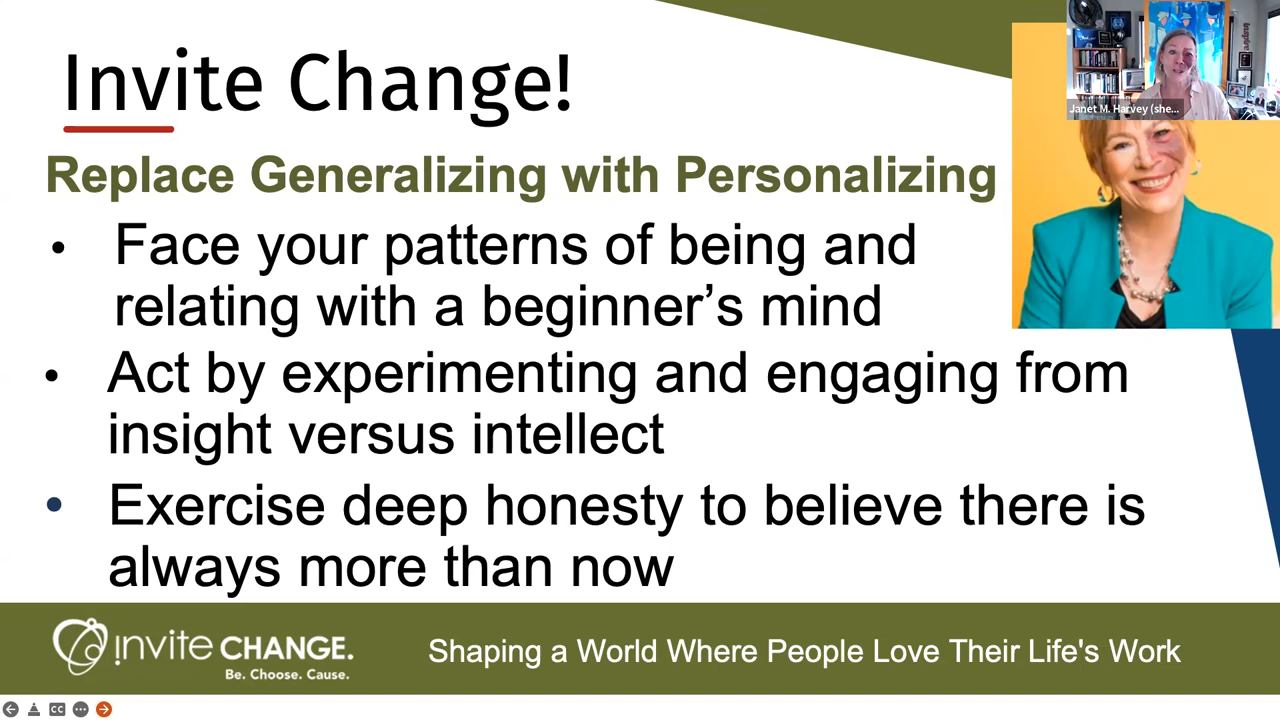 Invite Change!
Replace Generalizing with Personalizing
• Face your patterns of being and
relating with a beginner’s mind
• Act by experimenting and engaging from
insight versus intellect
• Exercise deep honesty to believe there is
always more than now
invite CHANGE.
Be. Choose. Cause.
Shaping a World Where People Love Their Life's Work
Janet M. Harvey (she...
inspire
CC